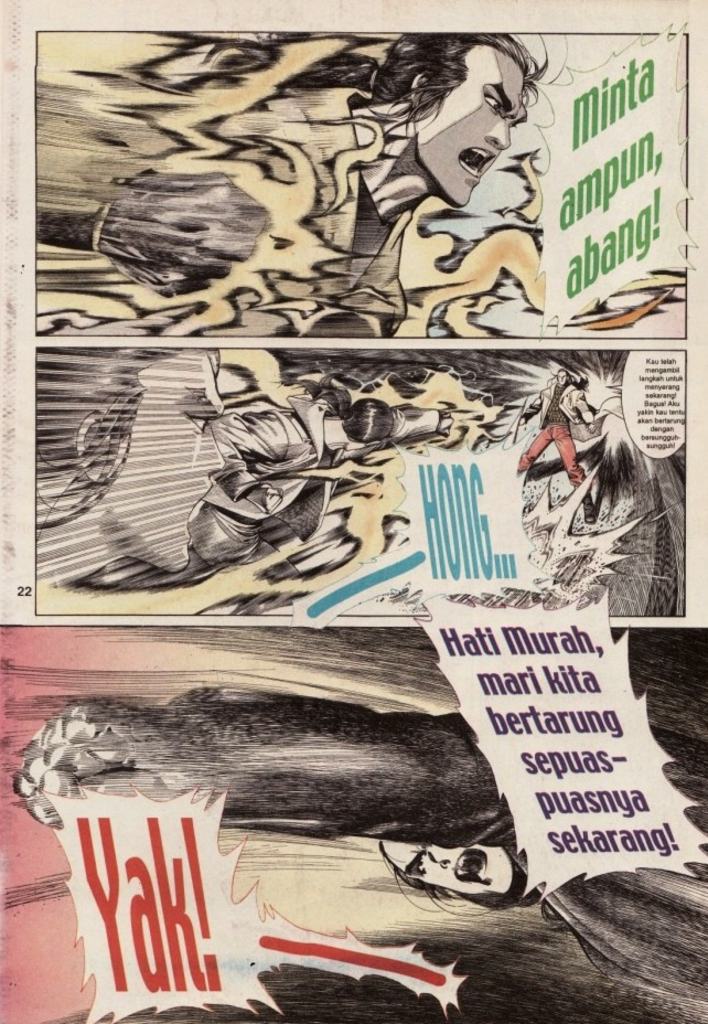 Minta
ampun,
abang!
Kau telah
mengambil
langkah untuk
menyerang
sekarang!
Bagus! Aku
yakin kau tentu
akan bertarung
dengan
bersungguh-
sungguh!
HONG...
22
Hati Murah,
mari kita
bertarung
sepuas-
puasnya
sekarang!
Yak!